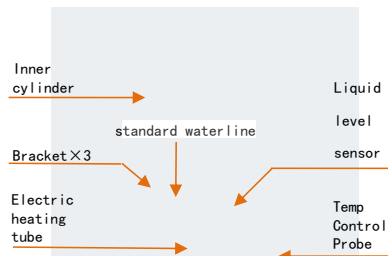 Inner
cylinder
standard waterline
Bracket×3
Electric
heating
tube
Liquid
level
sensor
Temp
Control
Probe